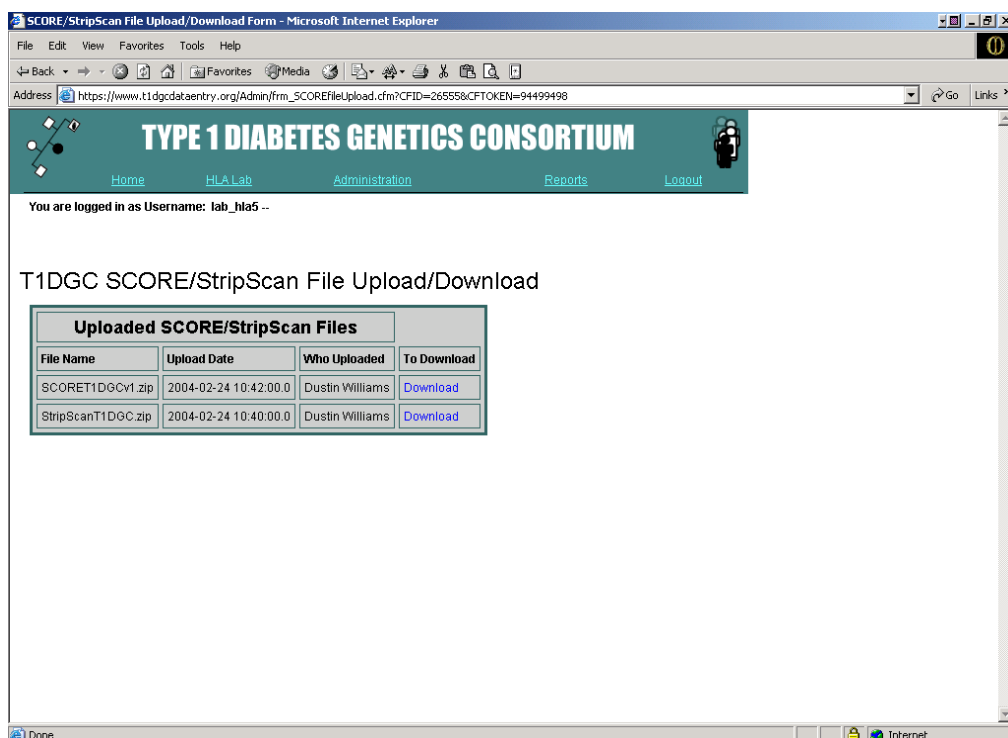 SCORE/StripScan File Upload/Download Form - Microsoft Internet Explorer
File Edit View Favorites Tools Help
Back Favorites Media
Address https://www.t1dgcdataentry.org/Admin/frm_SCOREfileUpload.cfm?CFID=26555&CFTOKEN=94499498 Go Links »
TYPE 1 DIABETES GENETICS CONSORTIUM
Home HLA Lab Administration Reports Logout
You are logged in as Username: lab_hla5 --
T1DGC SCORE/StripScan File Upload/Download
Uploaded SCORE/StripScan Files
File Name Upload Date Who Uploaded To Download
SCORET1DGCv1.zip 2004-02-24 10:42:00.0 Dustin Williams Download
StripScanT1DGC.zip 2004-02-24 10:40:00.0 Dustin Williams Download
Done Internet